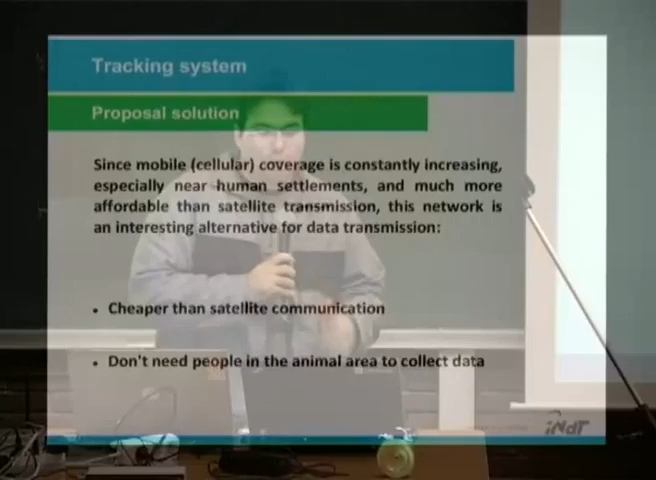 Tracking system
Proposal solution
Since mobile (cellular) coverage is constantly increasing,
especially near human settlements, and much more
affordable than satellite transmission, this network is
an interesting alternative for data transmission:
• Cheaper than satellite communication
• Don't need people in the animal area to collect data
iNdT